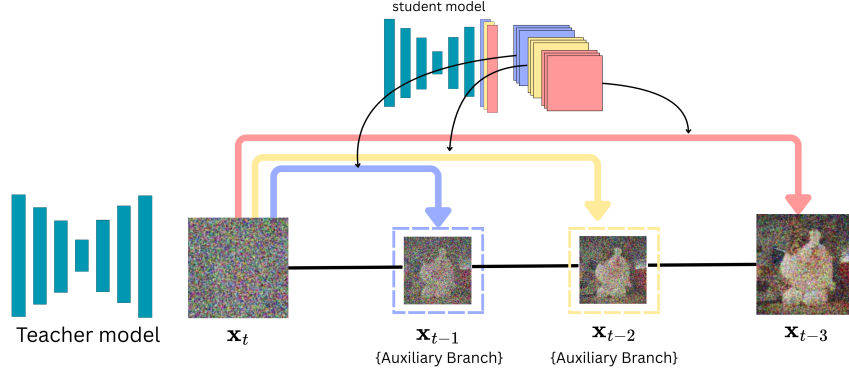 student model
Teacher model
x_t
x_{t−1}
x_{t−2}
x_{t−3}
{Auxiliary Branch}
{Auxiliary Branch}